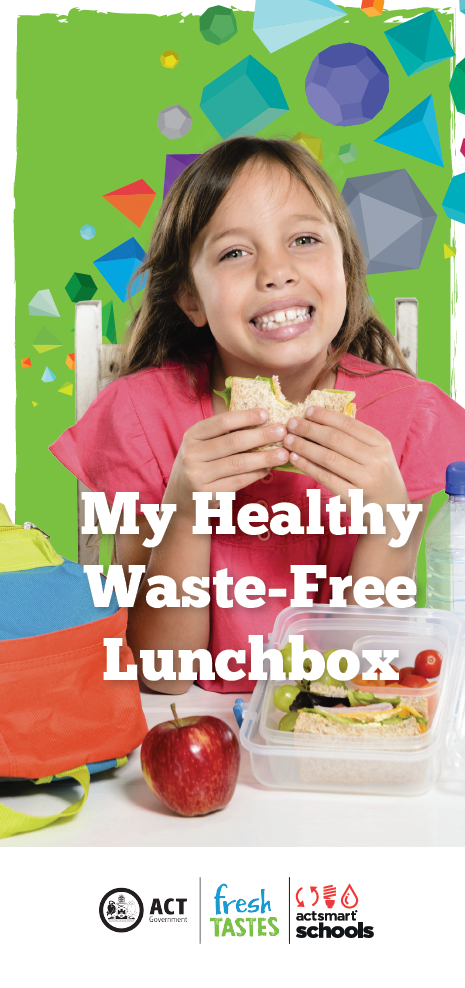 My Healthy
Waste-Free
Lunchbox
ACT
Government
fresh
TASTES
actsmart
schools